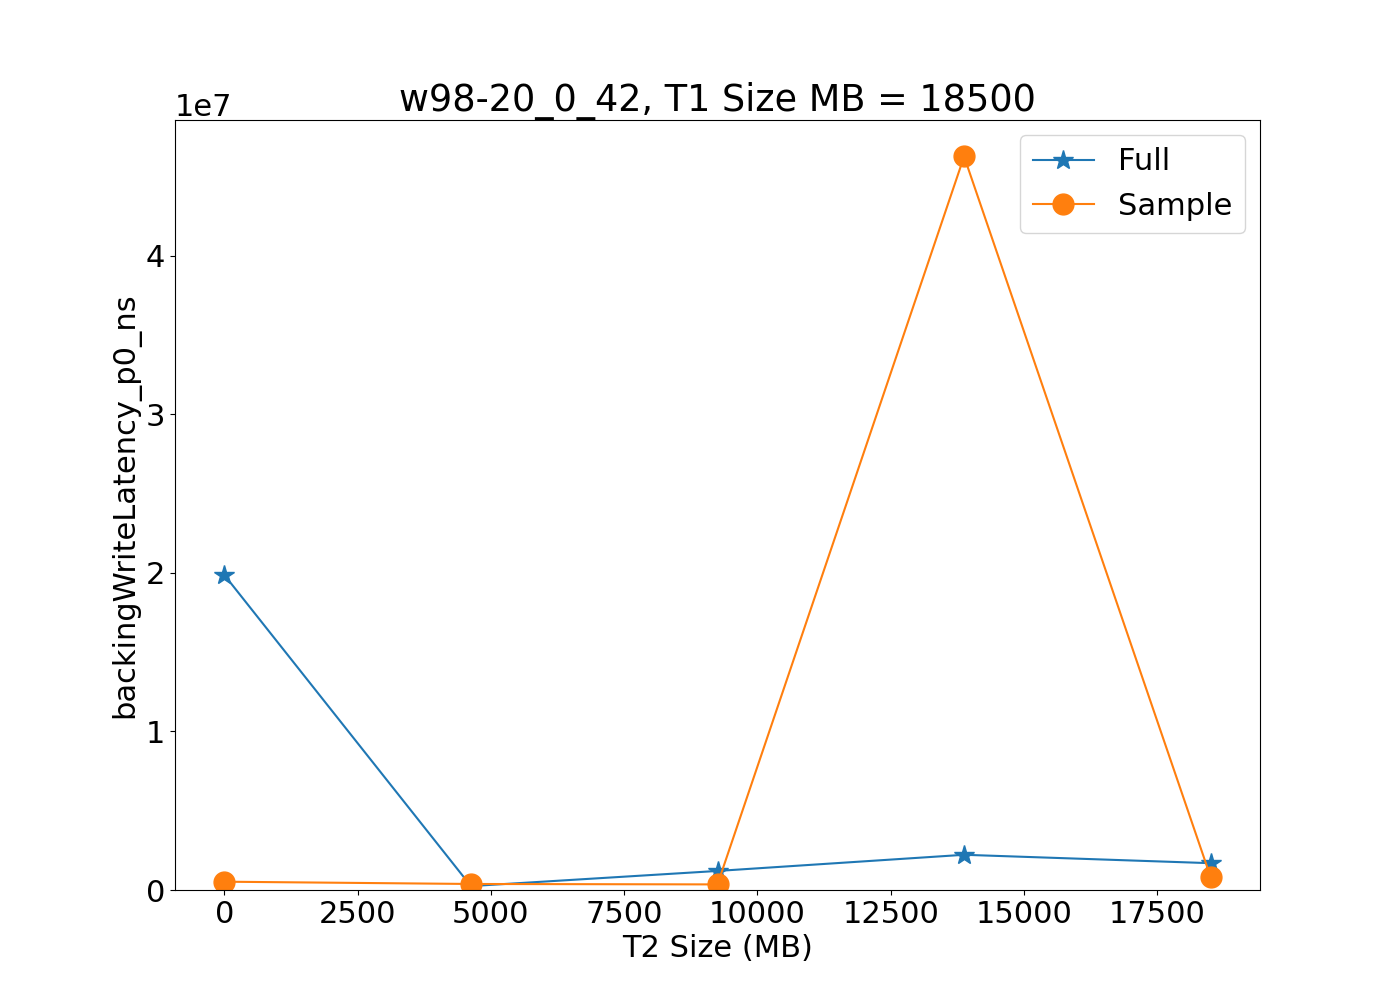 w98-20_0_42, T1 Size MB = 18500
1e7
Full
Sample
4
3
2
1
0
backingWriteLatency_p0_ns
0 2500 5000 7500 10000 12500 15000 17500
T2 Size (MB)